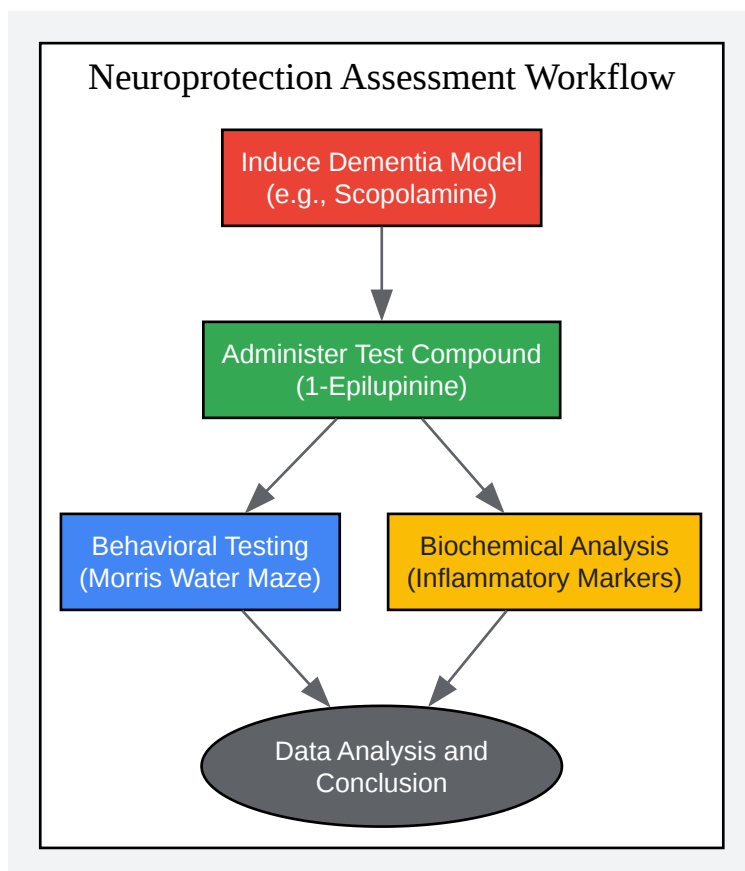 Neuroprotection Assessment Workflow
Induce Dementia Model
(e.g., Scopolamine)
Administer Test Compound
(1-Epilupinine)
Behavioral Testing
(Morris Water Maze)
Biochemical Analysis
(Inflammatory Markers)
Data Analysis and
Conclusion